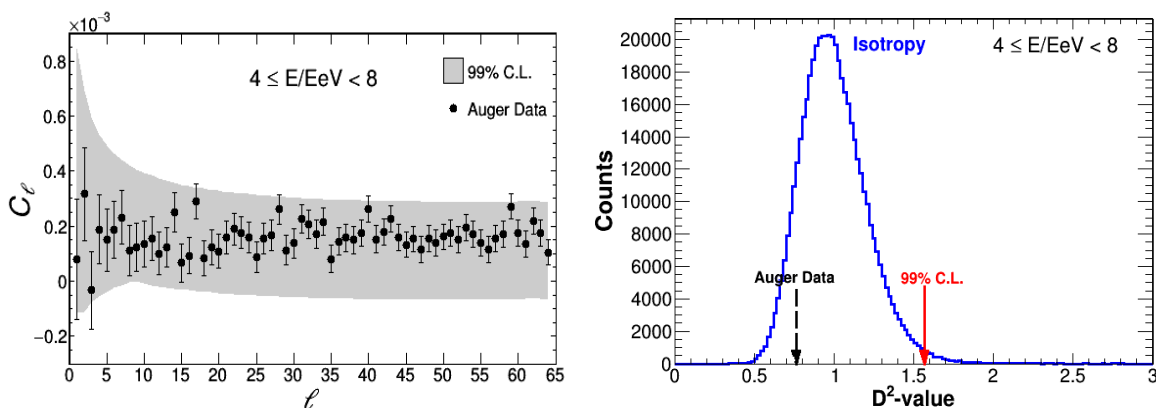 ×10⁻³
0.8
0.6
0.4
0.2
0
−0.2
C_ℓ
4 ≤ E/EeV < 8
99% C.L.
Auger Data
0 5 10 15 20 25 30 35 40 45 50 55 60 65
ℓ
20000
18000
16000
14000
12000
10000
8000
6000
4000
2000
0
Counts
Isotropy
4 ≤ E/EeV < 8
Auger Data
99% C.L.
0 0.5 1 1.5 2 2.5 3
D²-value